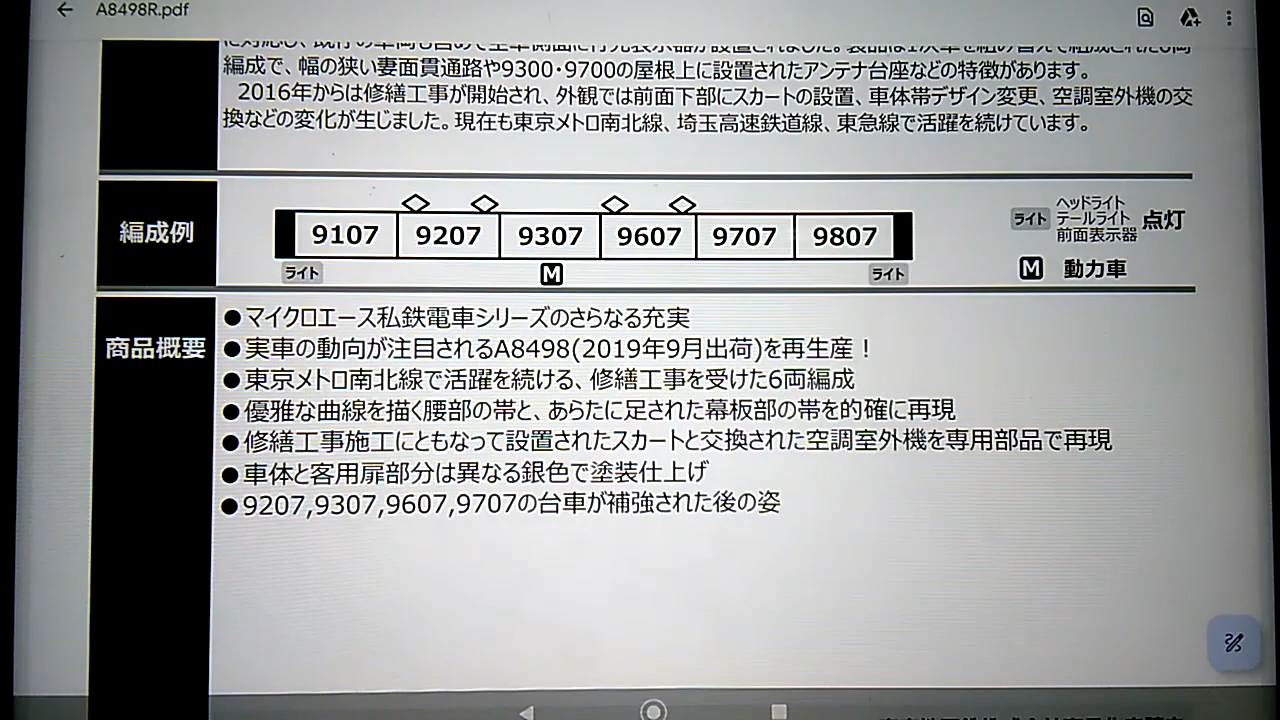 A8498R.pdf
編成で、幅の狭い妻面貫通路や9300・9700の屋根上に設置されたアンテナ台座などの特徴があります。
2016年からは修繕工事が開始され、外観では前面下部にスカートの設置、車体帯デザイン変更、空調室外機の交
換などの変化が生じました。現在も東京メトロ南北線、埼玉高速鉄道線、東急線で活躍を続けています。
編成例
9107 9207 9307 9607 9707 9807
ライト M ライト
ライト ヘッドライト テールライト 前面表示器 点灯
M 動力車
商品概要
●マイクロエース私鉄電車シリーズのさらなる充実
●実車の動向が注目されるA8498(2019年9月出荷)を再生産！
●東京メトロ南北線で活躍を続ける、修繕工事を受けた6両編成
●優雅な曲線を描く腰部の帯と、あらたに足された幕板部の帯を的確に再現
●修繕工事施工にともなって設置されたスカートと交換された空調室外機を専用部品で再現
●車体と客用扉部分は異なる銀色で塗装仕上げ
●9207,9307,9607,9707の台車が補強された後の姿